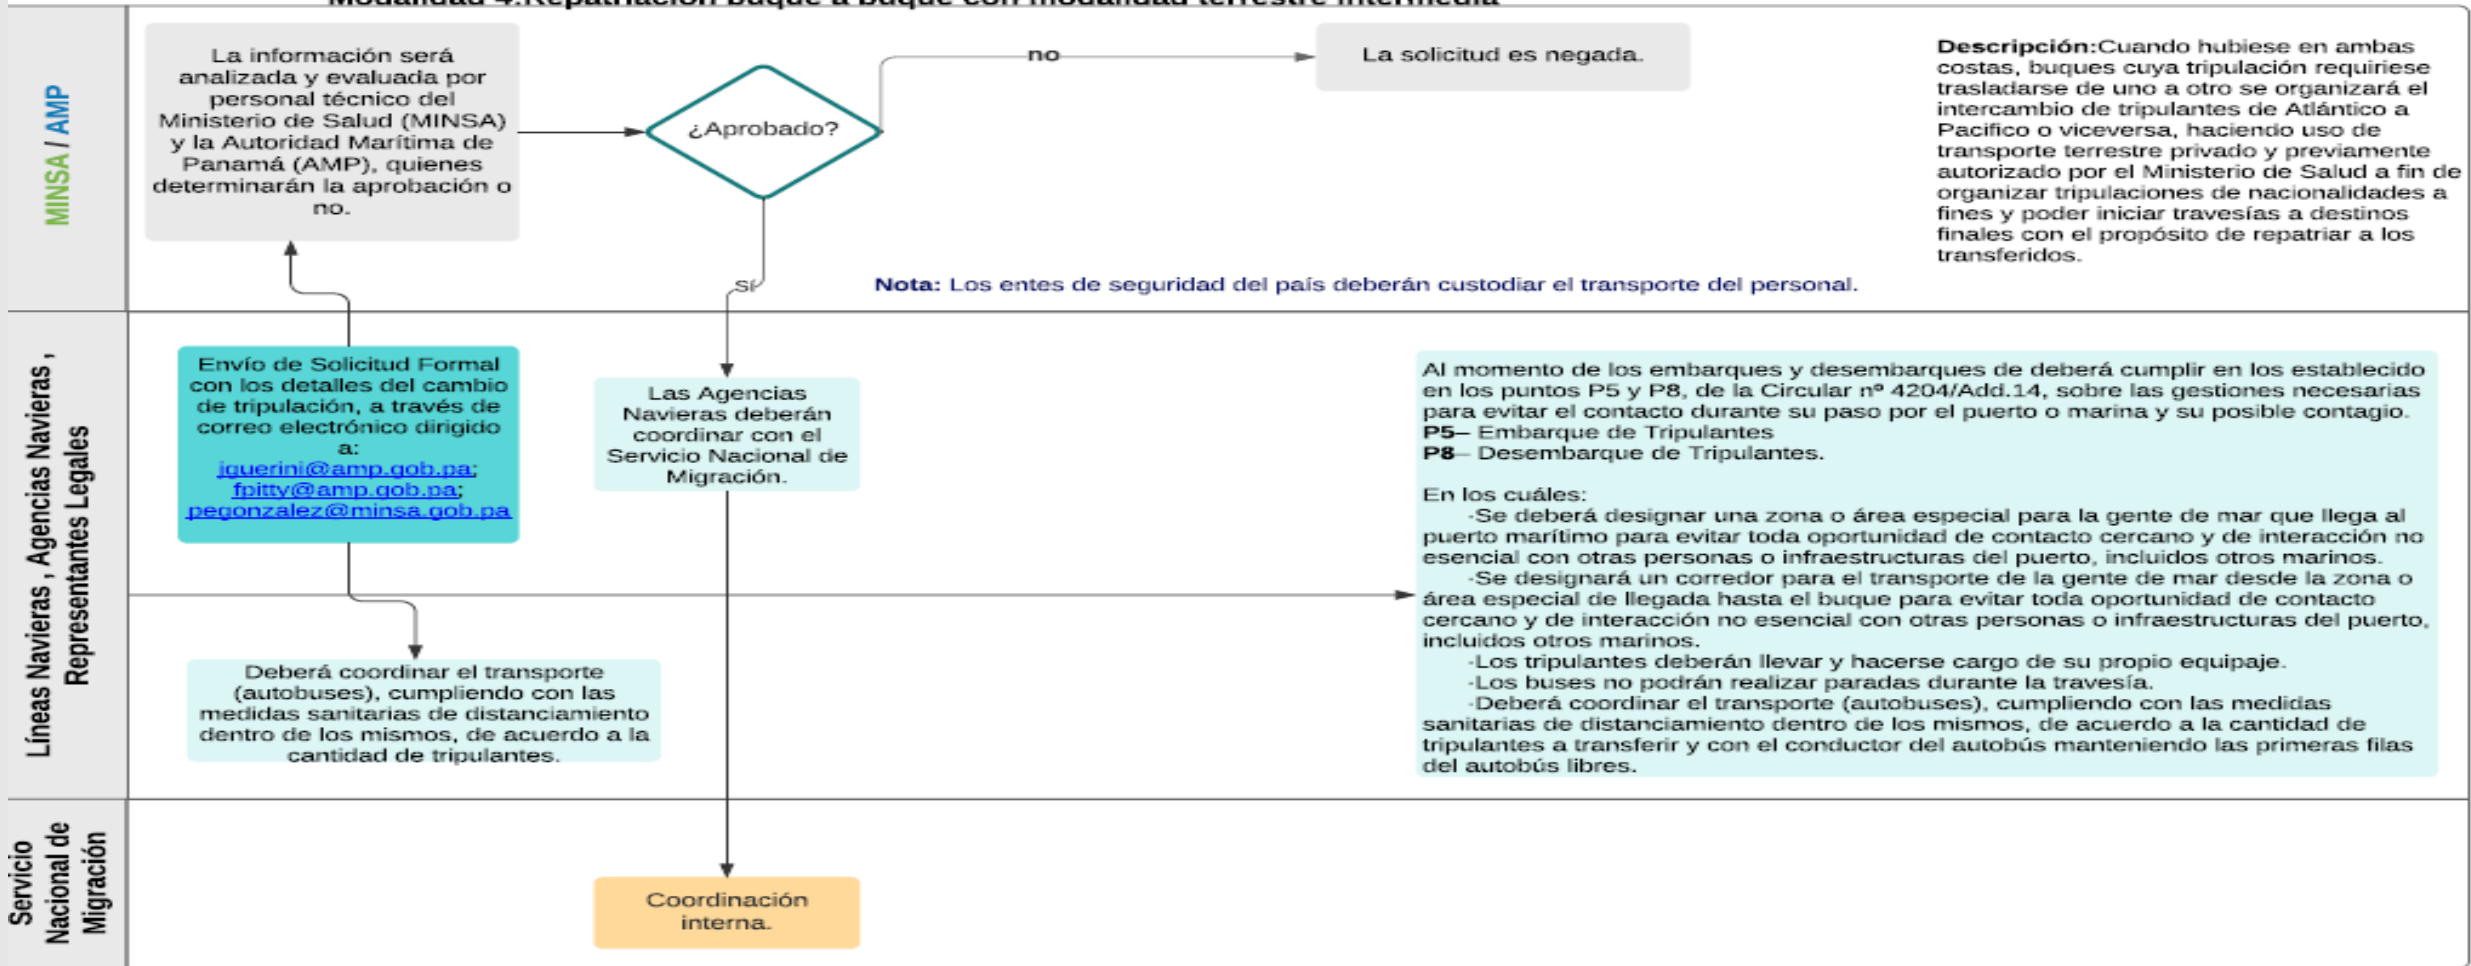 Modalidad 4:Repatriación buque a buque con modalidad terrestre intermedia
MINSA / AMP
La información será
analizada y evaluada por
personal técnico del
Ministerio de Salud (MINSA)
y la Autoridad Marítima de
Panamá (AMP), quienes
determinarán la aprobación o
no.
¿Aprobado?
no
La solicitud es negada.
Descripción:Cuando hubiese en ambas
costas, buques cuya tripulación requiriese
trasladarse de uno a otro se organizará el
intercambio de tripulantes de Atlántico a
Pacifico o viceversa, haciendo uso de
transporte terrestre privado y previamente
autorizado por el Ministerio de Salud a fin de
organizar tripulaciones de nacionalidades a
fines y poder iniciar travesías a destinos
finales con el propósito de repatriar a los
transferidos.
sí
Nota: Los entes de seguridad del país deberán custodiar el transporte del personal.
Líneas Navieras , Agencias Navieras ,
Representantes Legales
Envío de Solicitud Formal
con los detalles del cambio
de tripulación, a través de
correo electrónico dirigido
a:
jguerini@amp.gob.pa;
fpitty@amp.gob.pa;
pegonzalez@minsa.gob.pa
Las Agencias
Navieras deberán
coordinar con el
Servicio Nacional de
Migración.
Al momento de los embarques y desembarques de deberá cumplir en los establecido
en los puntos P5 y P8, de la Circular nº 4204/Add.14, sobre las gestiones necesarias
para evitar el contacto durante su paso por el puerto o marina y su posible contagio.
P5– Embarque de Tripulantes
P8– Desembarque de Tripulantes.
En los cuáles:
-Se deberá designar una zona o área especial para la gente de mar que llega al
puerto marítimo para evitar toda oportunidad de contacto cercano y de interacción no
esencial con otras personas o infraestructuras del puerto, incluidos otros marinos.
-Se designará un corredor para el transporte de la gente de mar desde la zona o
área especial de llegada hasta el buque para evitar toda oportunidad de contacto
cercano y de interacción no esencial con otras personas o infraestructuras del puerto,
incluidos otros marinos.
-Los tripulantes deberán llevar y hacerse cargo de su propio equipaje.
-Los buses no podrán realizar paradas durante la travesía.
-Deberá coordinar el transporte (autobuses), cumpliendo con las medidas
sanitarias de distanciamiento dentro de los mismos, de acuerdo a la cantidad de
tripulantes a transferir y con el conductor del autobús manteniendo las primeras filas
del autobús libres.
Deberá coordinar el transporte
(autobuses), cumpliendo con las
medidas sanitarias de distanciamiento
dentro de los mismos, de acuerdo a la
cantidad de tripulantes.
Servicio
Nacional de
Migración
Coordinación
interna.